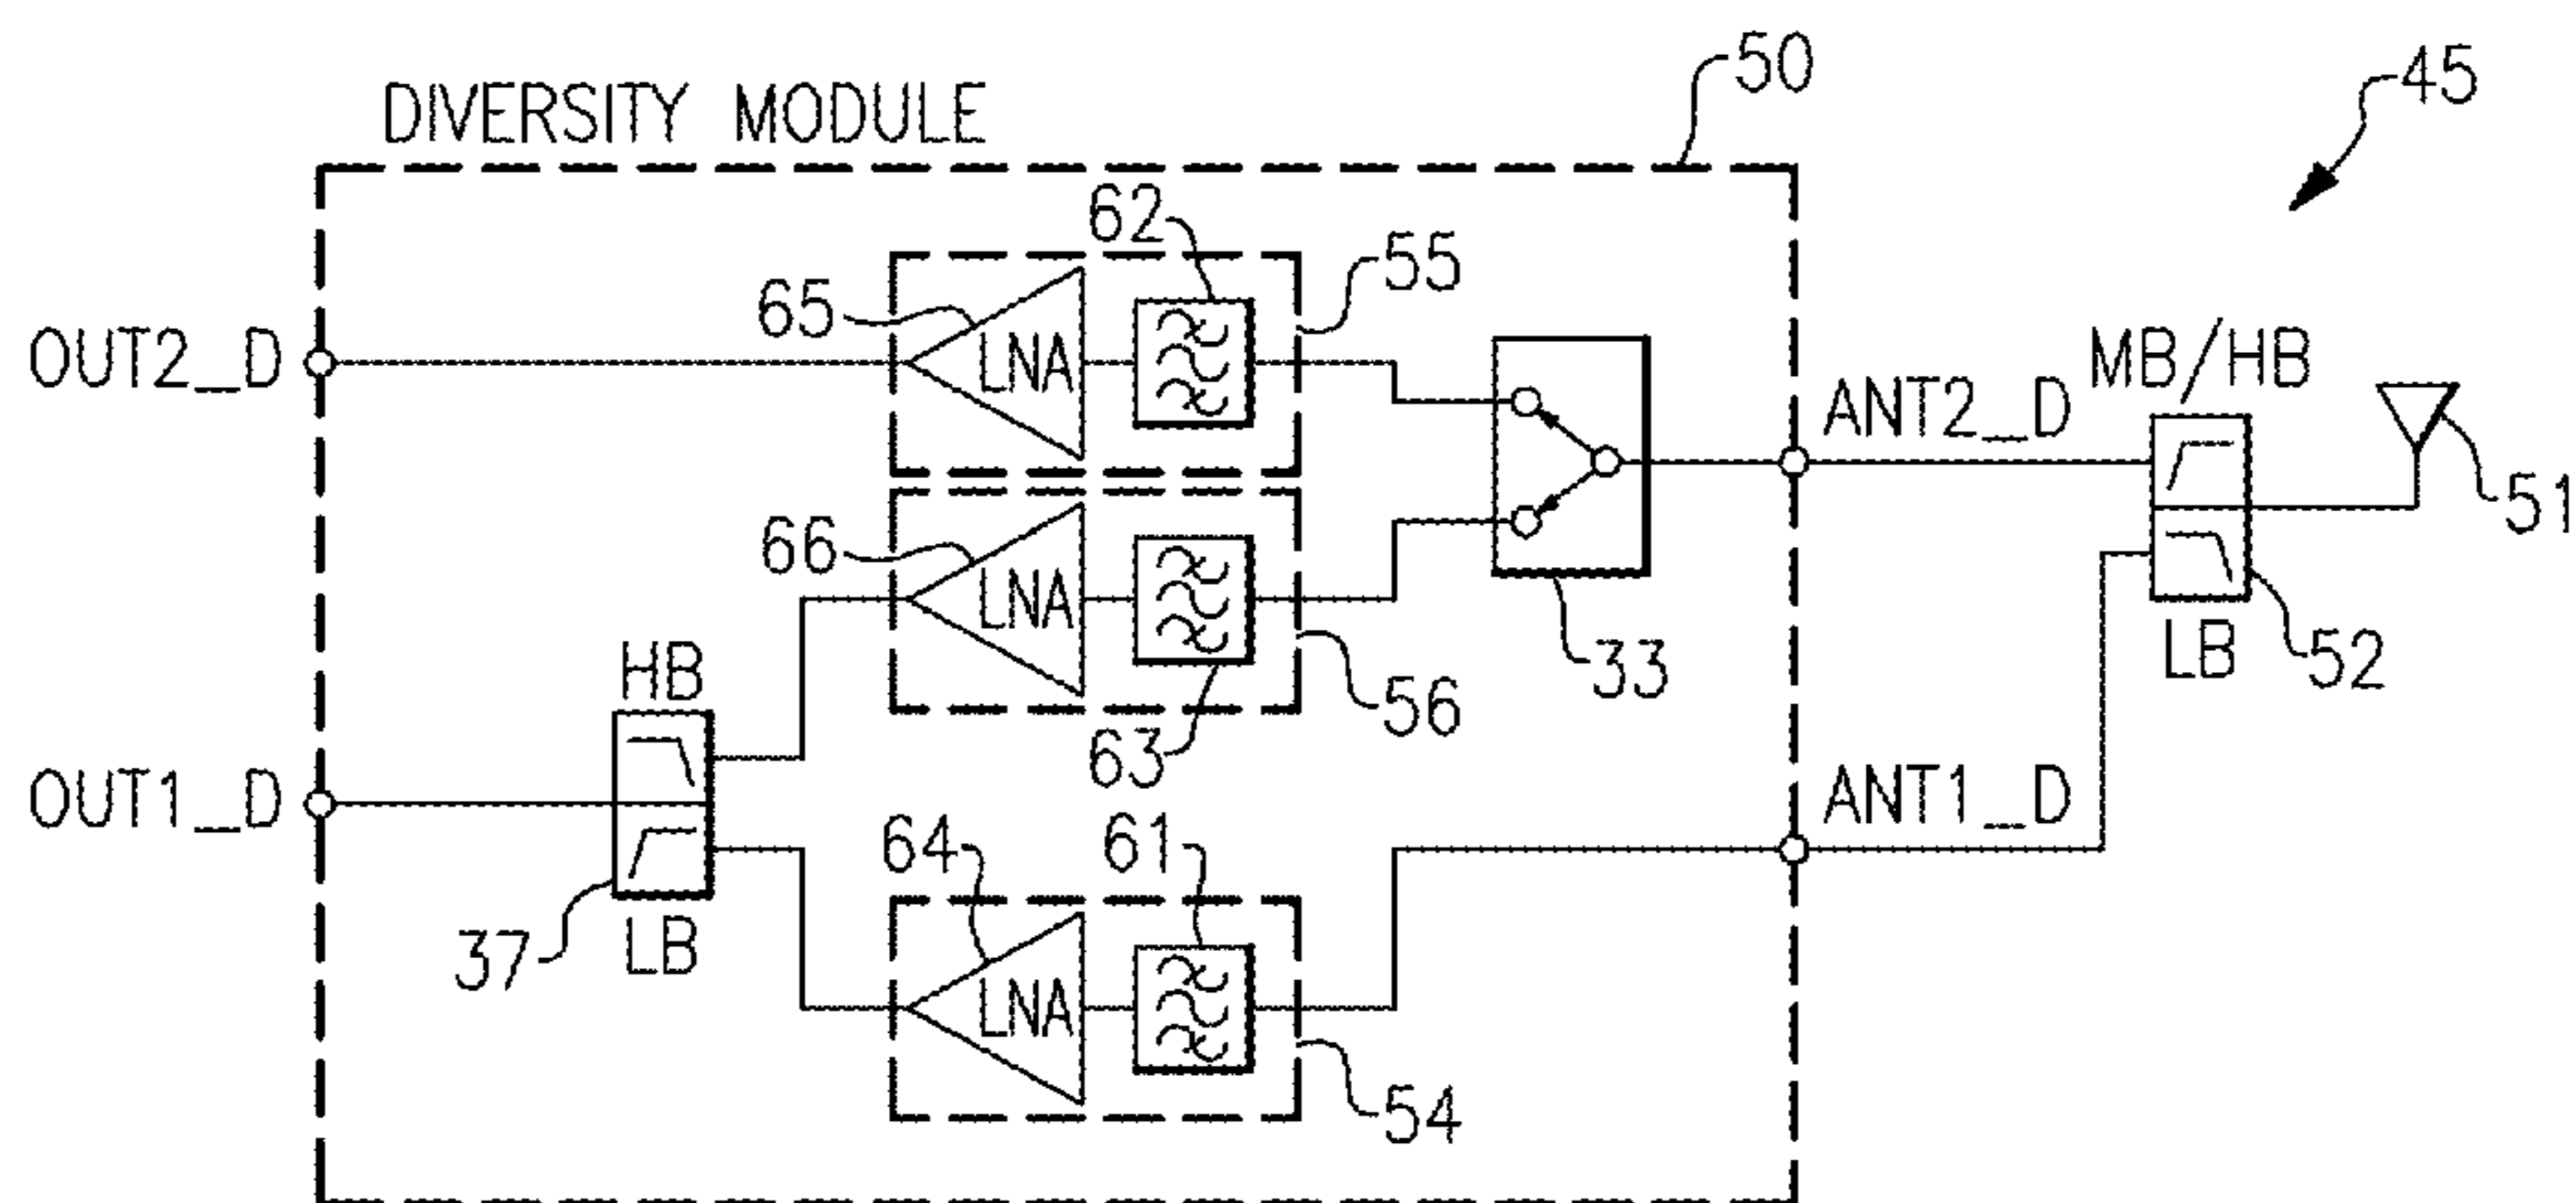 50
45
DIVERSITY MODULE
62
55
65
LNA
OUT2_D
MB/HB
ANT2_D
51
66
LNA
33
LB
52
HB
56
63
OUT1_D
ANT1_D
64
61
37
LB
LNA
54